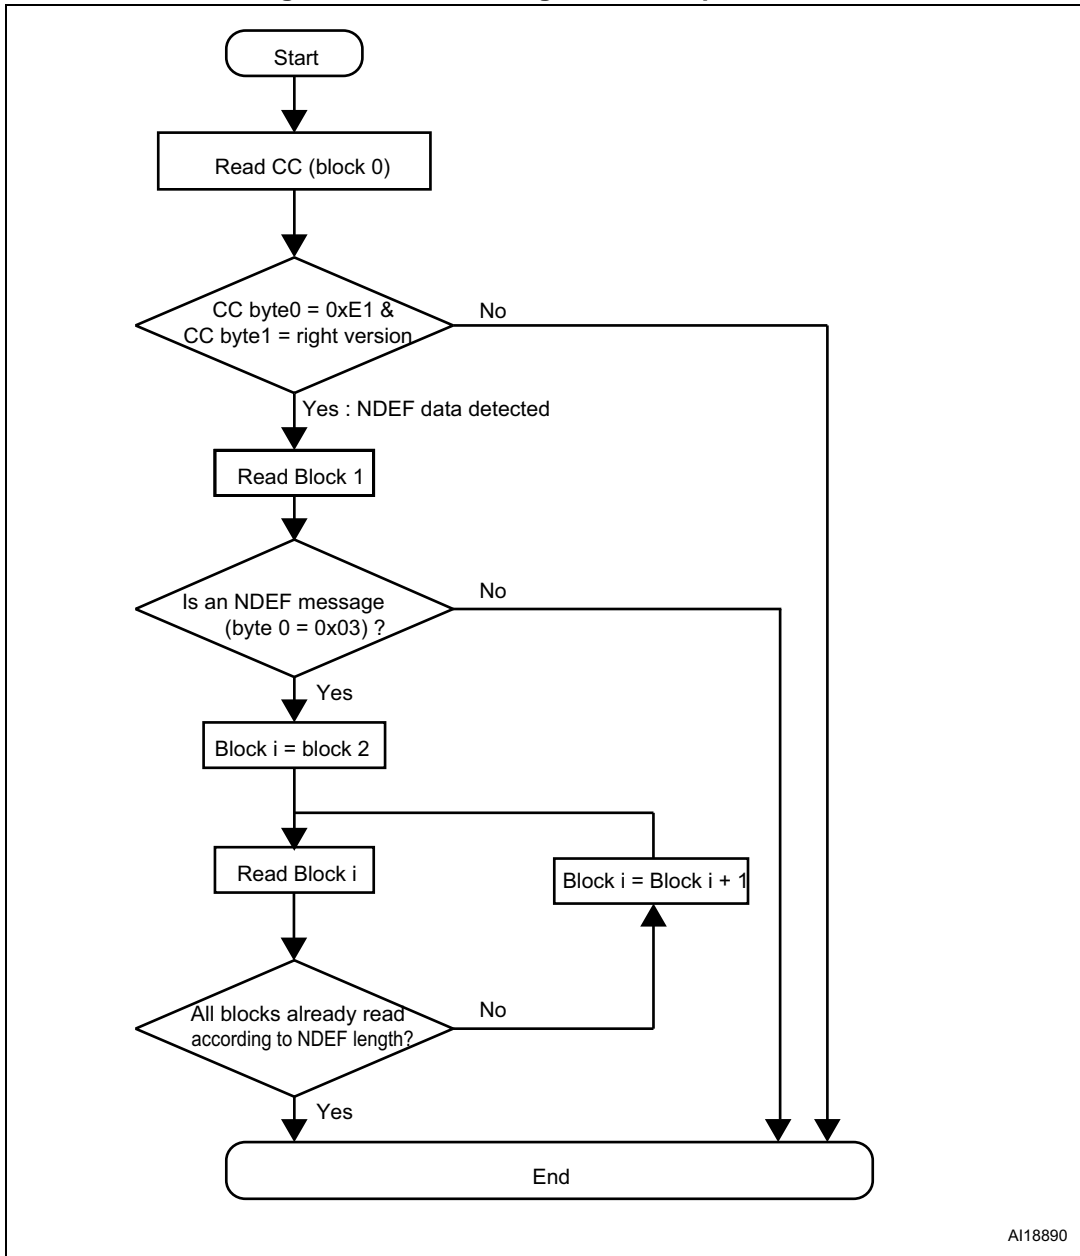 Start
Read CC (block 0)
CC byte0 = 0xE1 &
CC byte1 = right version
No
Yes : NDEF data detected
Read Block 1
Is an NDEF message
(byte 0 = 0x03) ?
No
Yes
Block i = block 2
Read Block i
Block i = Block i + 1
All blocks already read
according to NDEF length?
No
Yes
End
AI18890